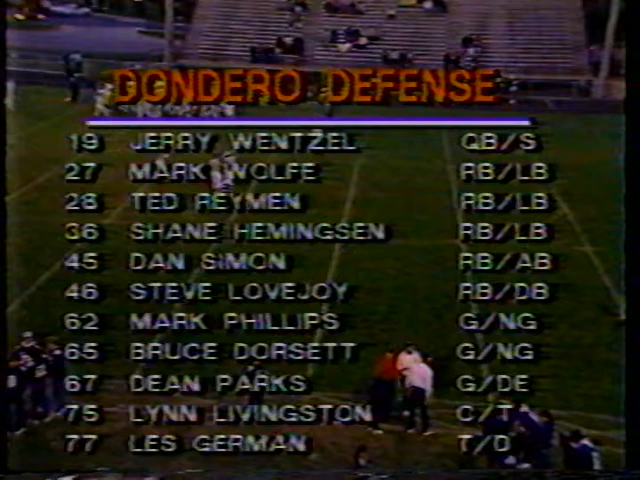 DONDERO DEFENSE
19 JERRY WENTZEL QB/S
27 MARK WOLFE RB/LB
28 TED REYMEN RB/LB
36 SHANE HEMINGSEN RB/LB
45 DAN SIMON RB/AB
46 STEVE LOVEJOY RB/DB
62 MARK PHILLIPS G/NG
65 BRUCE DORSETT G/NG
67 DEAN PARKS G/DE
75 LYNN LIVINGSTON C/T
77 LES GERMAN T/D